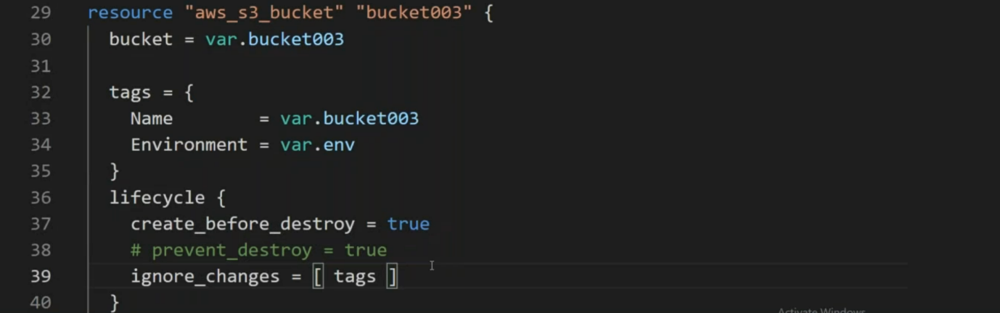 29 resource "aws_s3_bucket" "bucket003" {
30 bucket = var.bucket003
31
32 tags = {
33 Name = var.bucket003
34 Environment = var.env
35 }
36 lifecycle {
37 create_before_destroy = true
38 # prevent_destroy = true
39 ignore_changes = [ tags ]
40 }
Activate Windows